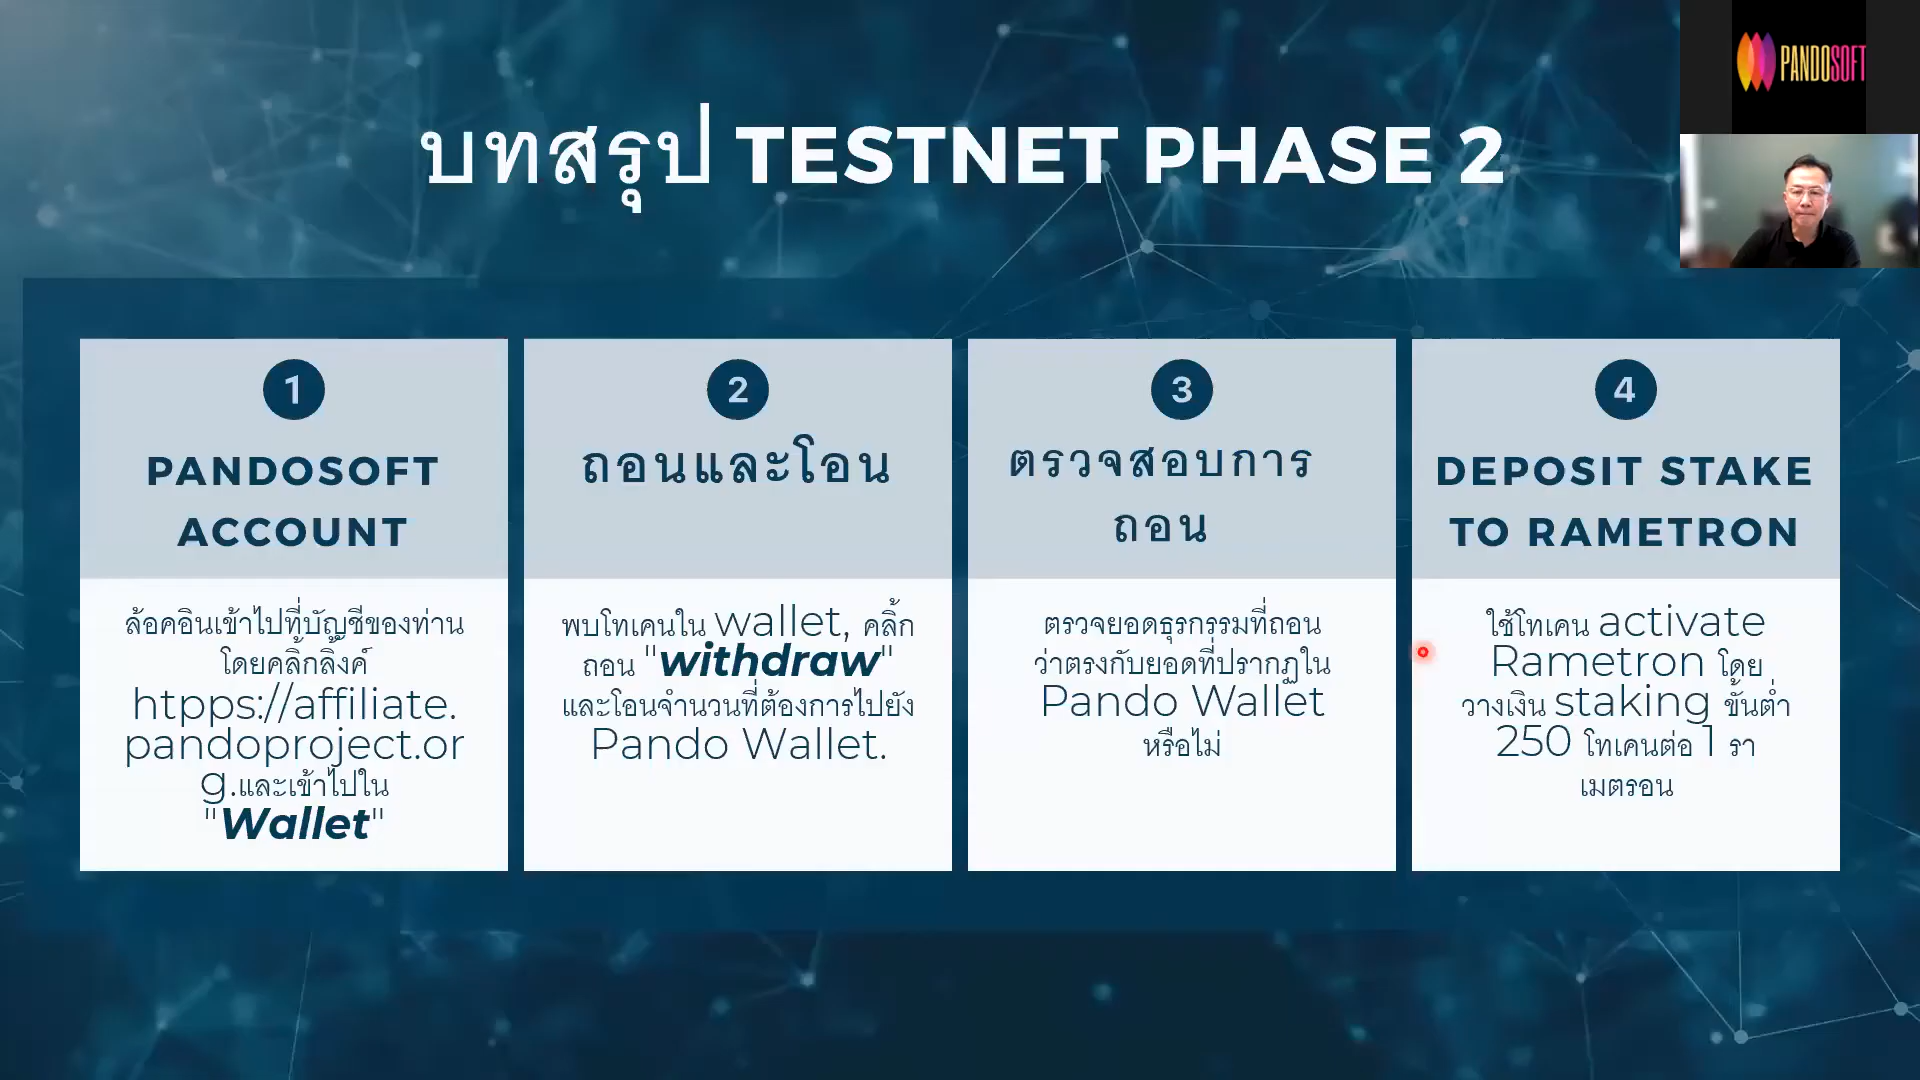 PANDOSOFT
บทสรุป TESTNET PHASE 2
1
PANDOSOFT
ACCOUNT
ล้อคอินเข้าไปที่บัญชีของท่าน
โดยคลิ้กลิ้งค์
htpps://affiliate.
pandoproject.or
g.และเข้าไปใน
"Wallet"
2
ถอนและโอน
พบโทเคนใน wallet, คลิ้ก
ถอน "withdraw"
และโอนจำนวนที่ต้องการไปยัง
Pando Wallet.
3
ตรวจสอบการ
ถอน
ตรวจยอดธุรกรรมที่ถอน
ว่าตรงกับยอดที่ปรากฏใน
Pando Wallet
หรือไม่
4
DEPOSIT STAKE
TO RAMETRON
ใช้โทเคน activate
Rametron โดย
วางเงิน staking ขั้นต่ำ
250 โทเคนต่อ 1 รา
เมตรอน